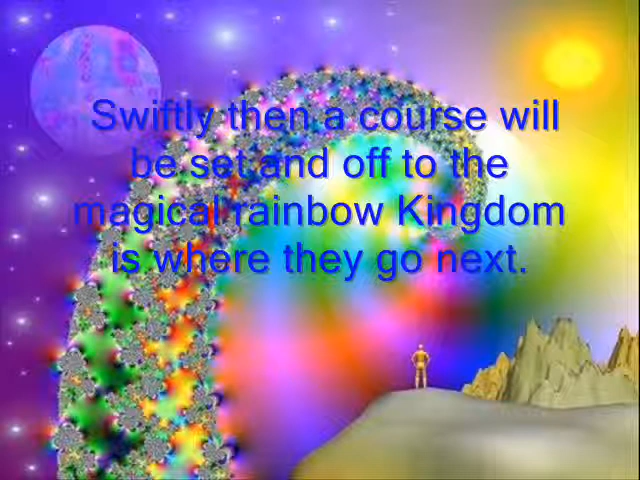 Swiftly then a course will
be set and off to the
magical rainbow Kingdom
is where they go next.